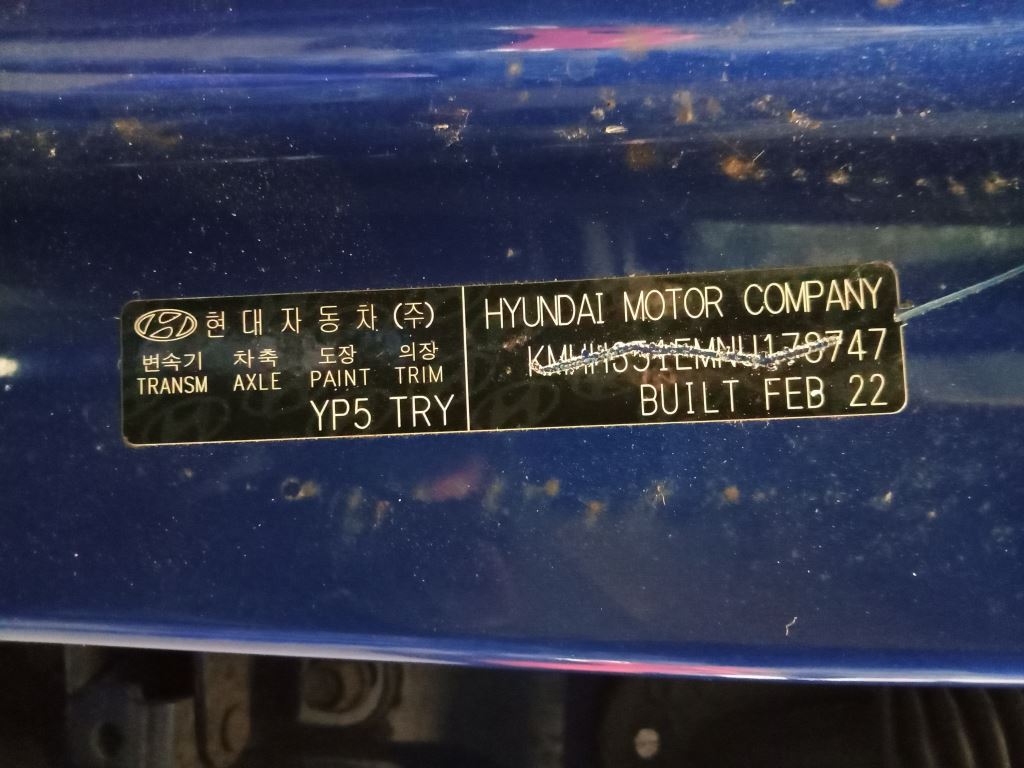 현대자동차(주)
변속기 차축 도장 의장
TRANSM AXLE PAINT TRIM
YP5 TRY
HYUNDAI MOTOR COMPANY
BUILT FEB 22